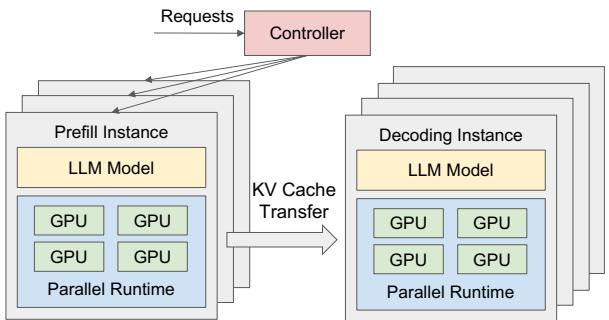 Requests
Controller
Prefill Instance
LLM Model
GPU GPU
GPU GPU
Parallel Runtime
KV Cache
Transfer
Decoding Instance
LLM Model
GPU GPU
GPU GPU
Parallel Runtime